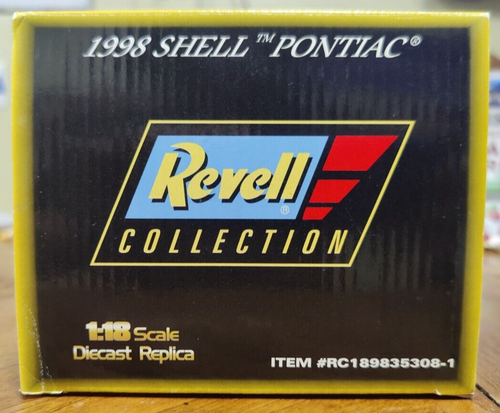 1998 SHELL™ PONTIAC®
Revell®
COLLECTION
1:18 Scale
Diecast Replica
ITEM #RC189835308-1